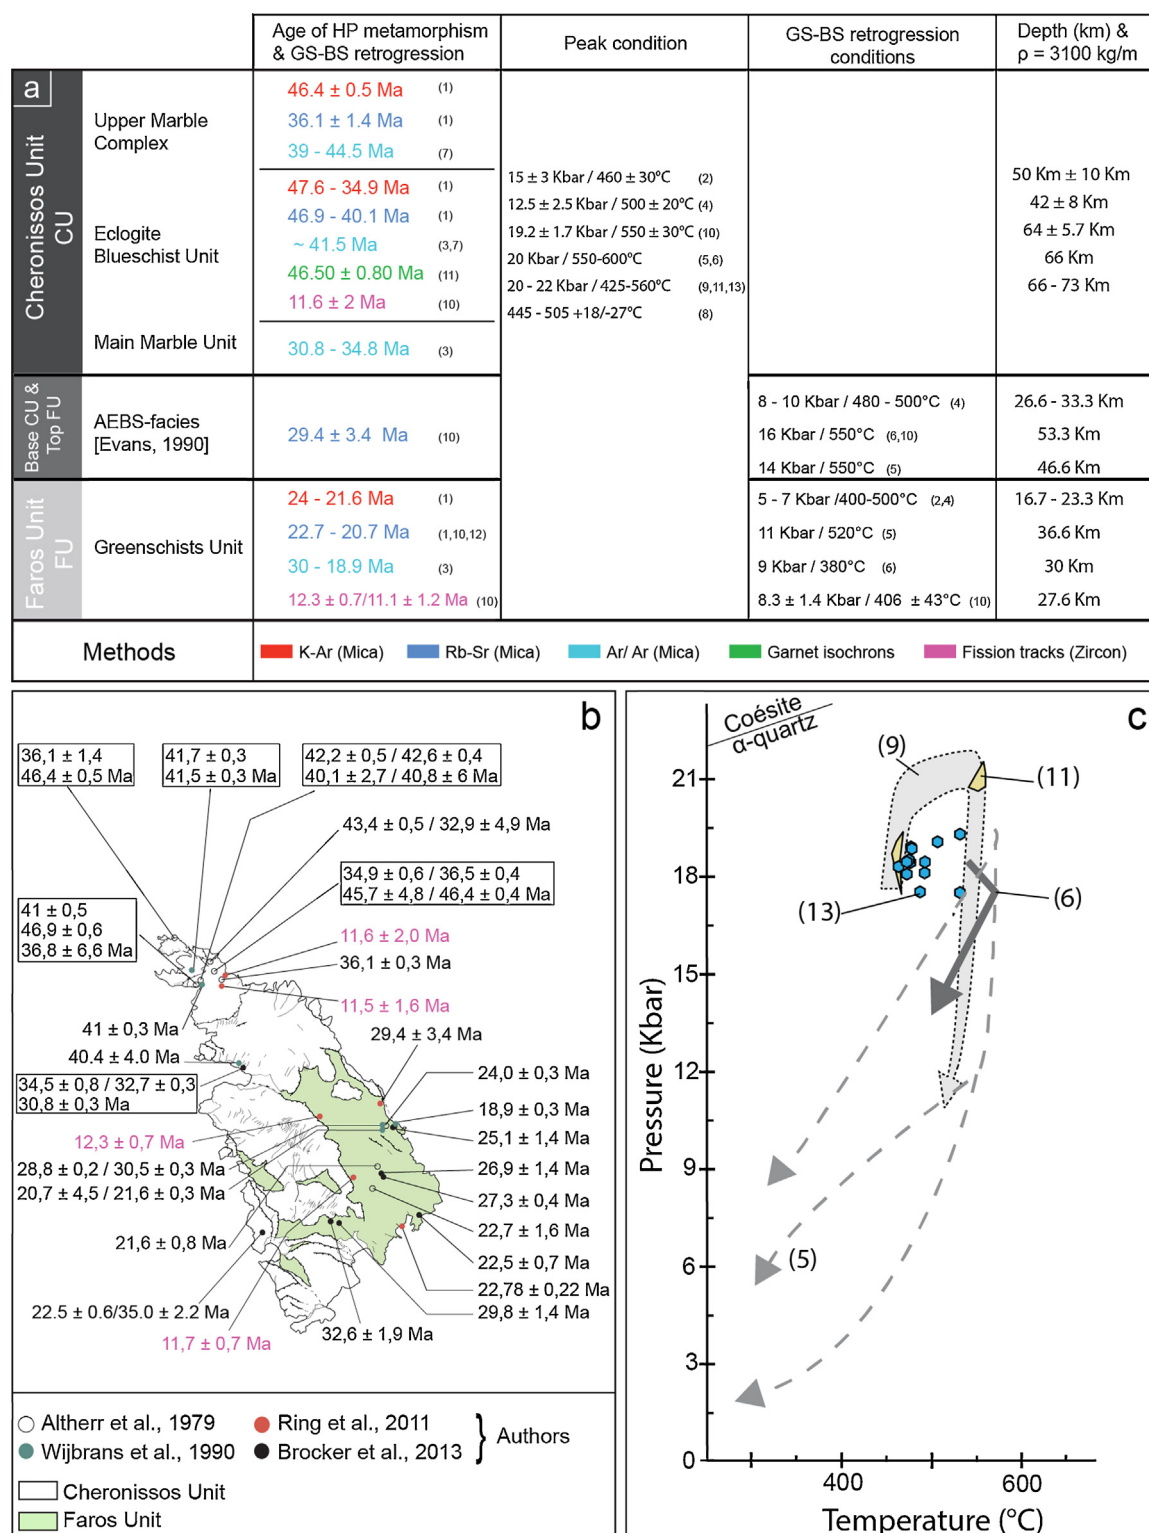 Age of HP metamorphism
& GS-BS retrogression
Peak condition
GS-BS retrogression
conditions
Depth (km) &
ρ = 3100 kg/m
a
Cheronissos Unit
CU
Upper Marble
Complex
46.4 ± 0.5 Ma (1)
36.1 ± 1.4 Ma (1)
39 - 44.5 Ma (7)
Eclogite
Blueschist Unit
47.6 - 34.9 Ma (1)
46.9 - 40.1 Ma (1)
~ 41.5 Ma (3,7)
46.50 ± 0.80 Ma (11)
11.6 ± 2 Ma (10)
Main Marble Unit
30.8 - 34.8 Ma (3)
15 ± 3 Kbar / 460 ± 30°C (2)
12.5 ± 2.5 Kbar / 500 ± 20°C (4)
19.2 ± 1.7 Kbar / 550 ± 30°C (10)
20 Kbar / 550-600°C (5,6)
20 - 22 Kbar / 425-560°C (9,11,13)
445 - 505 +18/-27°C (8)
50 Km ± 10 Km
42 ± 8 Km
64 ± 5.7 Km
66 Km
66 - 73 Km
Base CU &
Top FU
AEBS-facies
[Evans, 1990]
29.4 ± 3.4 Ma (10)
8 - 10 Kbar / 480 - 500°C (4)
16 Kbar / 550°C (6,10)
14 Kbar / 550°C (5)
26.6 - 33.3 Km
53.3 Km
46.6 Km
Faros Unit
FU
Greenschists Unit
24 - 21.6 Ma (1)
22.7 - 20.7 Ma (1,10,12)
30 - 18.9 Ma (3)
12.3 ± 0.7/11.1 ± 1.2 Ma (10)
5 - 7 Kbar /400-500°C (2,4)
11 Kbar / 520°C (5)
9 Kbar / 380°C (6)
8.3 ± 1.4 Kbar / 406 ± 43°C (10)
16.7 - 23.3 Km
36.6 Km
30 Km
27.6 Km
Methods
K-Ar (Mica)
Rb-Sr (Mica)
Ar/ Ar (Mica)
Garnet isochrons
Fission tracks (Zircon)
b
36,1 ± 1,4
46,4 ± 0,5 Ma
41,7 ± 0,3
41,5 ± 0,3 Ma
42,2 ± 0,5 / 42,6 ± 0,4
40,1 ± 2,7 / 40,8 ± 6 Ma
43,4 ± 0,5 / 32,9 ± 4,9 Ma
34,9 ± 0,6 / 36,5 ± 0,4
45,7 ± 4,8 / 46,4 ± 0,4 Ma
41 ± 0,5
46,9 ± 0,6
36,8 ± 6,6 Ma
11,6 ± 2,0 Ma
36,1 ± 0,3 Ma
11,5 ± 1,6 Ma
41 ± 0,3 Ma
29,4 ± 3,4 Ma
40.4 ± 4.0 Ma
24,0 ± 0,3 Ma
34,5 ± 0,8 / 32,7 ± 0,3
30,8 ± 0,3 Ma
18,9 ± 0,3 Ma
12,3 ± 0,7 Ma
25,1 ± 1,4 Ma
28,8 ± 0,2 / 30,5 ± 0,3 Ma
26,9 ± 1,4 Ma
20,7 ± 4,5 / 21,6 ± 0,3 Ma
27,3 ± 0,4 Ma
22,7 ± 1,6 Ma
21,6 ± 0,8 Ma
22,5 ± 0,7 Ma
22,78 ± 0,22 Ma
22.5 ± 0.6/35.0 ± 2.2 Ma
29,8 ± 1,4 Ma
32,6 ± 1,9 Ma
11,7 ± 0,7 Ma
Altherr et al., 1979
Ring et al., 2011
Wijbrans et al., 1990
Brocker et al., 2013
Authors
Cheronissos Unit
Faros Unit
c
Coésite
α-quartz
(9)
(11)
(13)
(6)
(5)
Pressure (Kbar)
21
18
15
12
9
6
3
0
400
600
Temperature (°C)